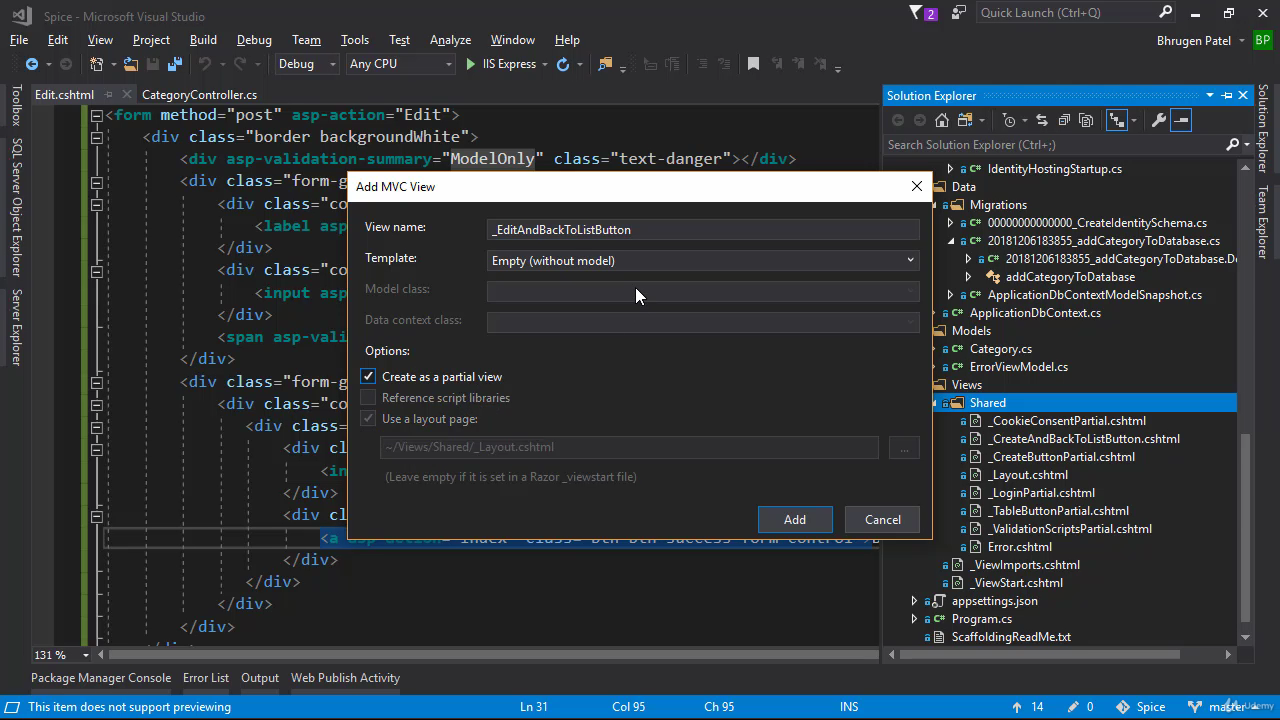 Spice - Microsoft Visual Studio
2
Quick Launch (Ctrl+Q)
File Edit View Project Build Debug Team Tools Test Analyze Window Help
Bhrugen Patel BP
Debug Any CPU IIS Express
Edit.cshtml CategoryController.cs
<form method="post" asp-action="Edit">
<div class="border backgroundWhite">
<div asp-validation-summary="ModelOnly" class="text-danger"></div>
<div class="form-g
<div class="co
<label asp
</div>
<div class="co
<input asp
</div>
<span asp-vali
</div>
<div class="form-g
<div class="co
<div class=
<div cl
<in
</div>
<div cl
<a asp-action="Index" class="btn btn-success form-control">B
</div>
</div>
</div>
</div>
131 %
Toolbox
SQL Server Object Explorer
Server Explorer
Add MVC View
View name: _EditAndBackToListButton
Template: Empty (without model)
Model class:
Data context class:
Options:
Create as a partial view
Reference script libraries
Use a layout page:
~/Views/Shared/_Layout.cshtml
...
(Leave empty if it is set in a Razor _viewstart file)
Add Cancel
Solution Explorer
Search Solution Explorer (Ctrl+;)
IdentityHostingStartup.cs
Data
Migrations
00000000000000_CreateIdentitySchema.cs
20181206183855_addCategoryToDatabase.cs
20181206183855_addCategoryToDatabase.De
addCategoryToDatabase
ApplicationDbContextModelSnapshot.cs
ApplicationDbContext.cs
Models
Category.cs
ErrorViewModel.cs
Views
Shared
_CookieConsentPartial.cshtml
_CreateAndBackToListButton.cshtml
_CreateButtonPartial.cshtml
_Layout.cshtml
_LoginPartial.cshtml
_TableButtonPartial.cshtml
_ValidationScriptsPartial.cshtml
Error.cshtml
_ViewImports.cshtml
_ViewStart.cshtml
appsettings.json
Program.cs
ScaffoldingReadMe.txt
Solution Explorer
Team Explorer
Package Manager Console Error List Output Web Publish Activity
This item does not support previewing Ln 31 Col 95 Ch 95 INS 14 0 Spice master
Udemy